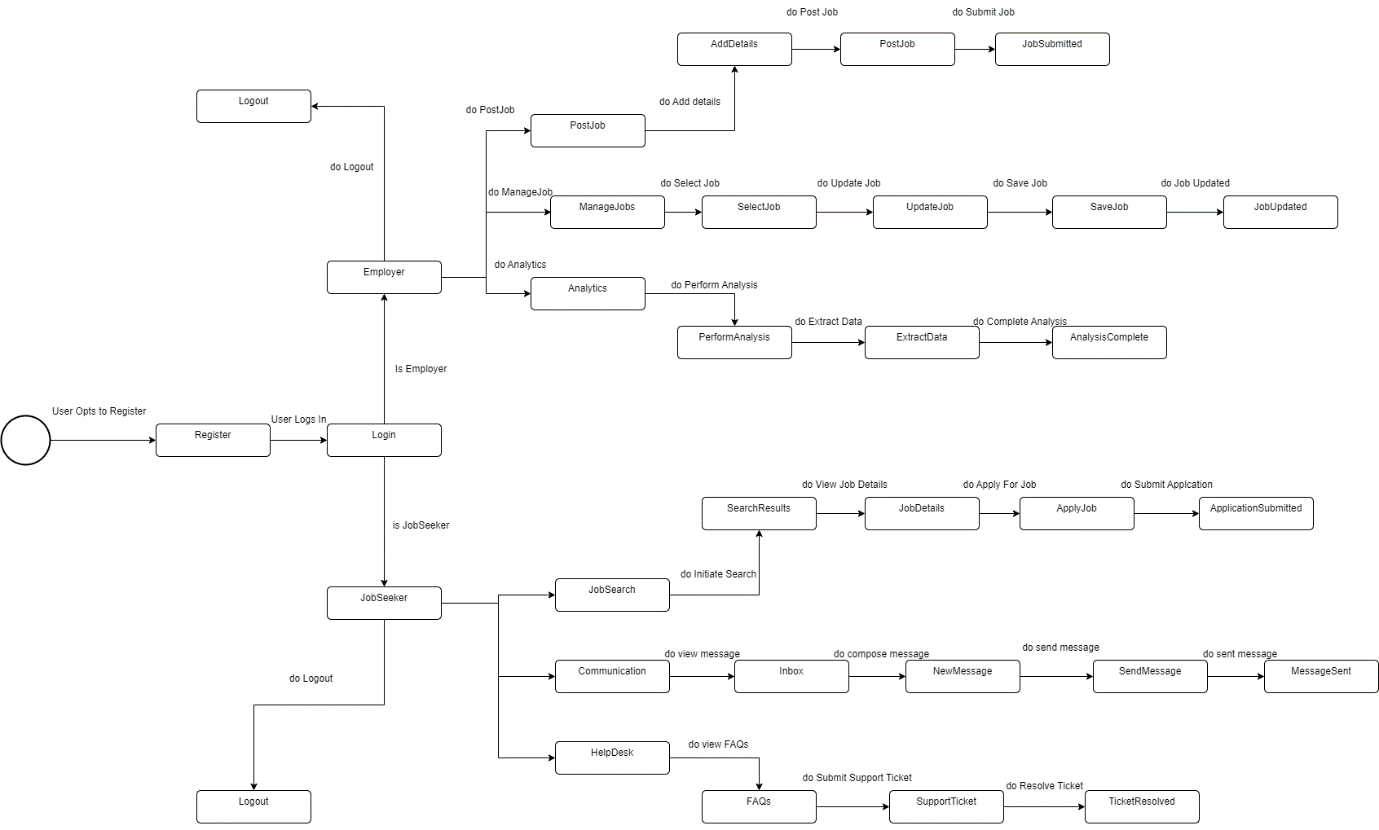 do Post Job
do Submit Job
AddDetails
PostJob
JobSubmitted
Logout
do PostJob
do Add details
PostJob
do Logout
do ManageJob
do Select Job
do Update Job
do Save Job
do Job Updated
ManageJobs
SelectJob
UpdateJob
SaveJob
JobUpdated
Employer
do Analytics
Analytics
do Perform Analysis
do Extract Data
do Complete Analysis
PerformAnalysis
ExtractData
AnalysisComplete
Is Employer
User Opts to Register
User Logs In
Register
Login
is JobSeeker
do View Job Details
do Apply For Job
do Submit Applcation
SearchResults
JobDetails
ApplyJob
ApplicationSubmitted
do Initiate Search
JobSearch
JobSeeker
do view message
do compose message
do send message
do sent message
Communication
Inbox
NewMessage
SendMessage
MessageSent
do Logout
do view FAQs
HelpDesk
do Submit Support Ticket
do Resolve Ticket
Logout
FAQs
SupportTicket
TicketResolved